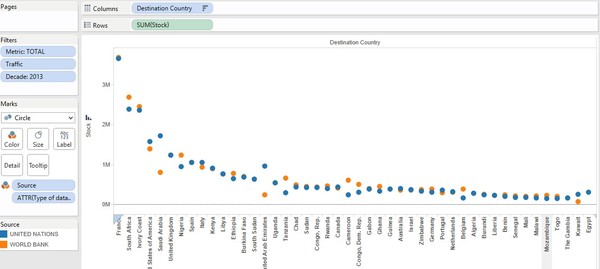 Pages
Columns
Destination Country
Rows
SUM(Stock)
Filters
Metric: TOTAL
Traffic
Decade: 2013
Marks
Circle
Color
Size
Label
Detail
Tooltip
Source
ATTR(Type of data..
Source
UNITED NATIONS
WORLD BANK
Destination Country
Stock
3M
2M
1M
0M
France
South Africa
Ivory Coast
United States of America
Saudi Arabia
United Kingdom
Nigeria
Spain
Italy
Kenya
Libya
Ethiopia
Burkina Faso
South Sudan
United Arab Emirates
Uganda
Tanzania
Chad
Sudan
Congo, Rep.
Rwanda
Canada
Cameroon
Congo, Dem. Rep.
Gabon
Ghana
Guinea
Australia
Israel
Zimbabwe
Germany
Portugal
Netherlands
Belgium
Algeria
Burundi
Liberia
Benin
Senegal
Mali
Malawi
Mozambique
Togo
The Gambia
Kuwait
Egypt